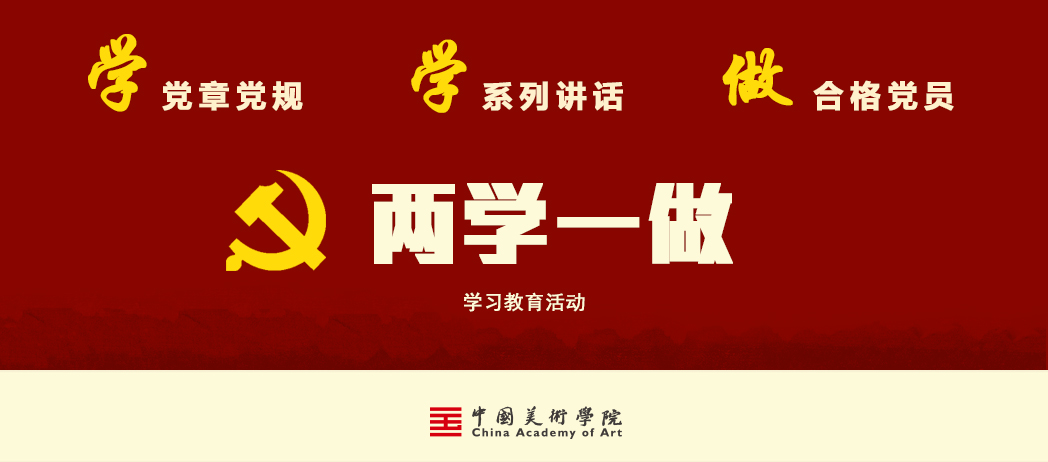 学党章党规 学系列讲话 做合格党员
两学一做
学习教育活动
中國美術學院
China Academy of Art